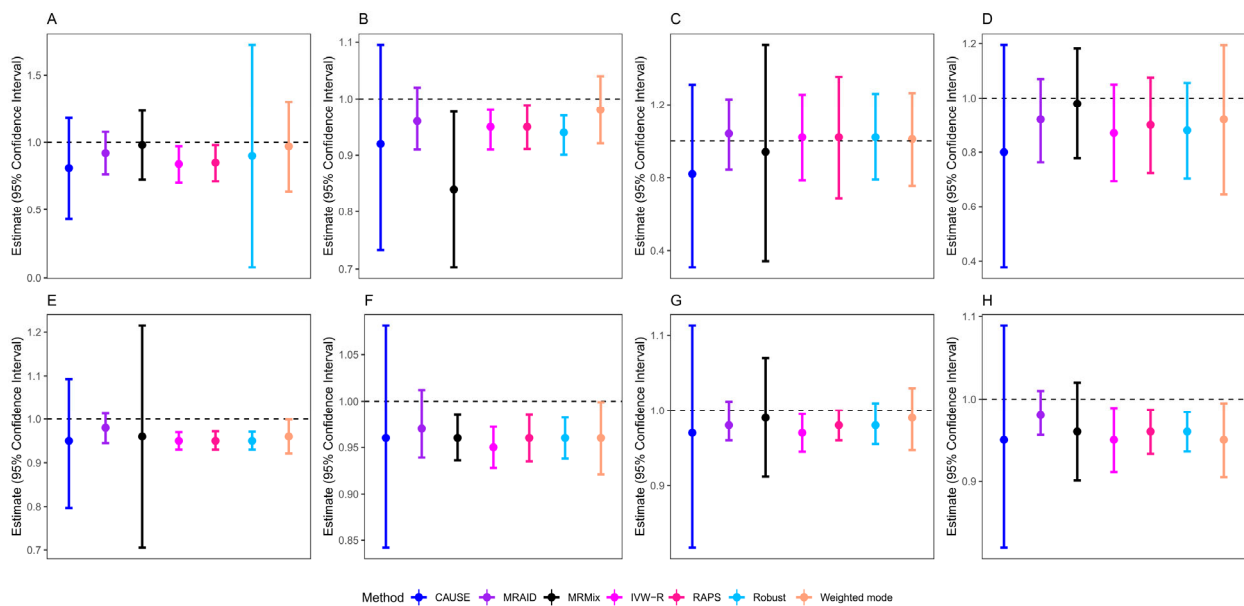 A
B
C
D
Estimate (95% Confidence Interval)
1.5
1.0
0.5
0.0
Estimate (95% Confidence Interval)
1.1
1.0
0.9
0.8
0.7
Estimate (95% Confidence Interval)
1.2
0.8
0.4
Estimate (95% Confidence Interval)
1.2
1.0
0.8
0.6
0.4
E
F
G
H
Estimate (95% Confidence Interval)
1.2
1.1
1.0
0.9
0.8
0.7
Estimate (95% Confidence Interval)
1.05
1.00
0.95
0.90
0.85
Estimate (95% Confidence Interval)
1.1
1.0
0.9
Estimate (95% Confidence Interval)
1.1
1.0
0.9
Method CAUSE MRAID MRMix IVW-R RAPS Robust Weighted mode